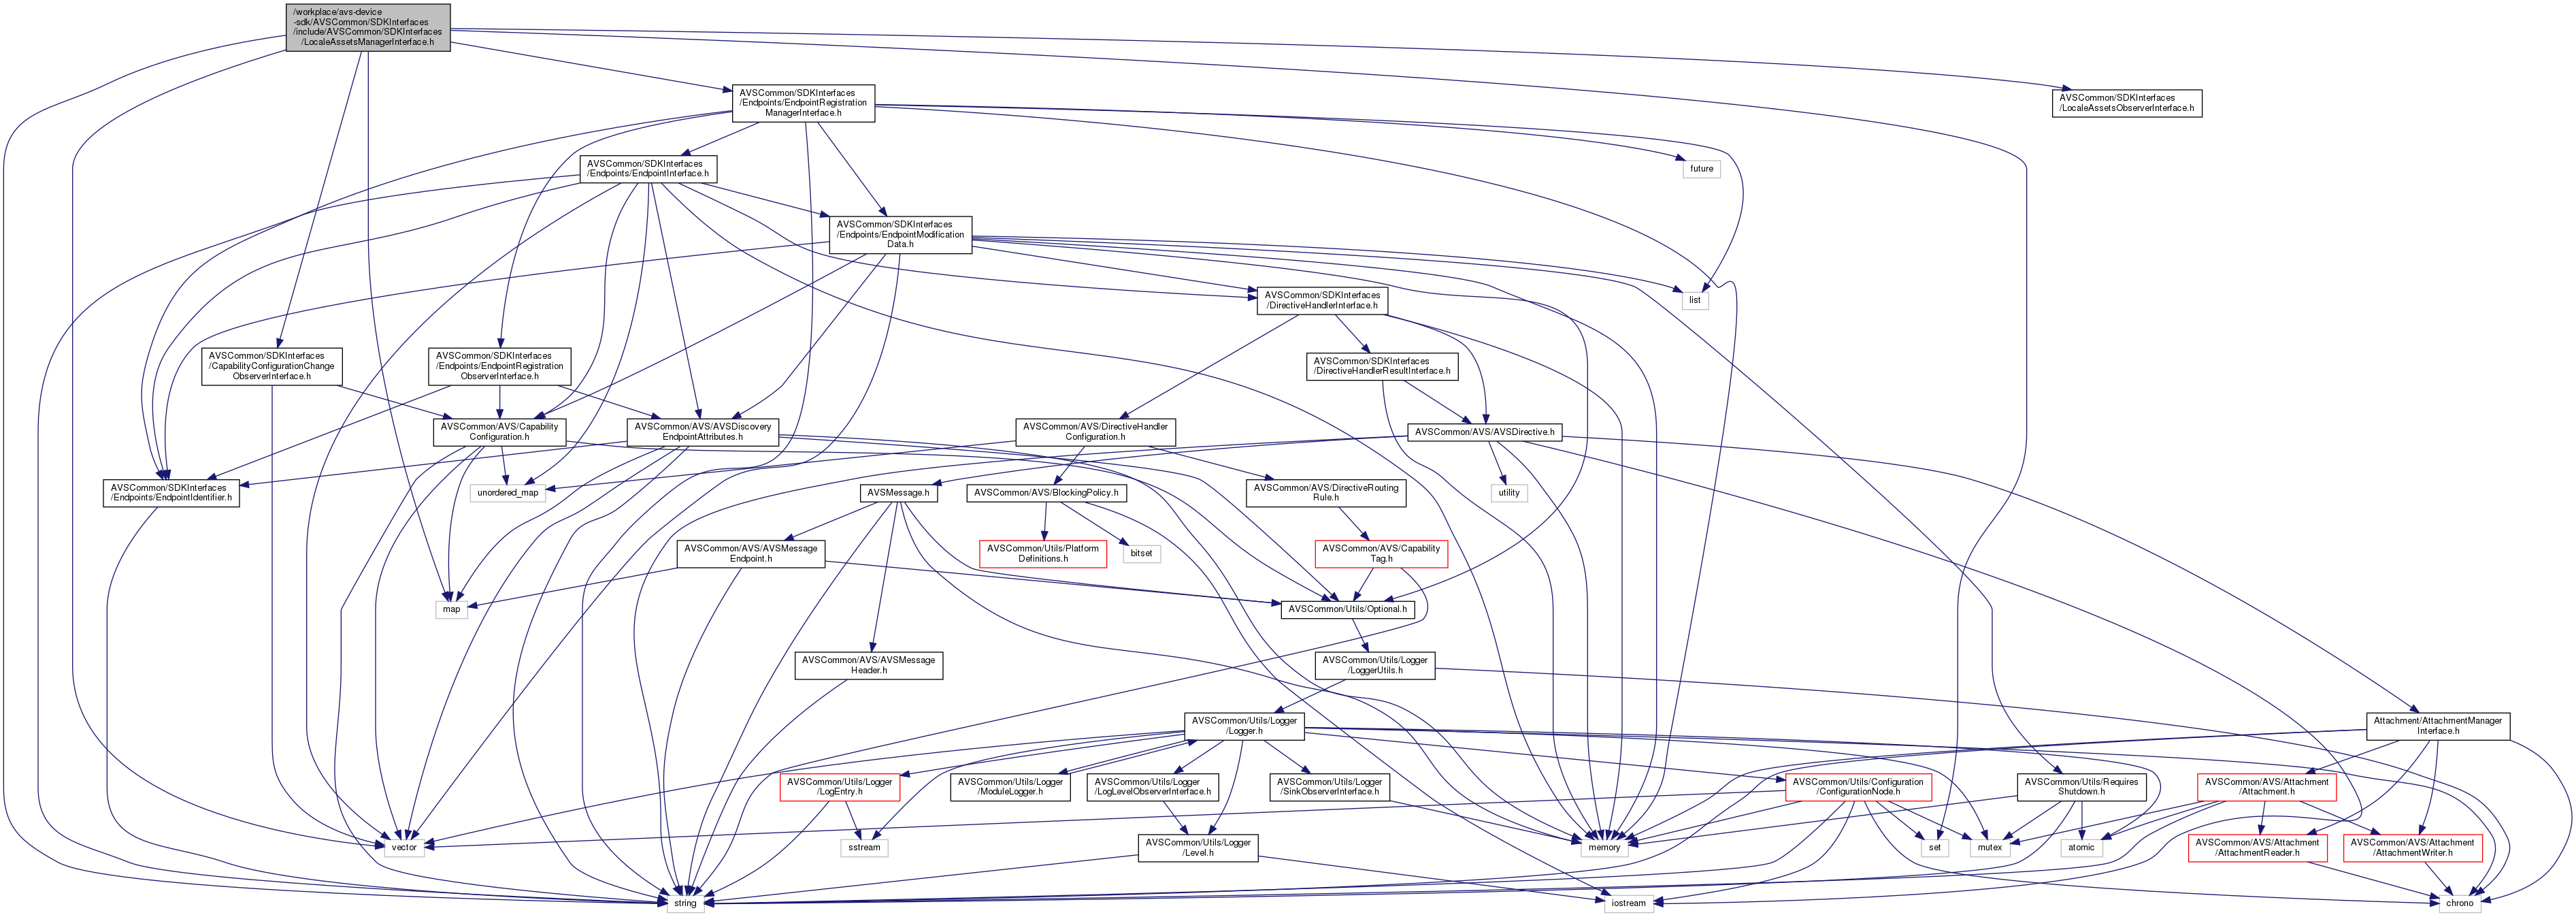 /workplace/avs-device
-sdk/AVSCommon/SDKInterfaces
/include/AVSCommon/SDKInterfaces
/LocaleAssetsManagerInterface.h
AVSCommon/SDKInterfaces
/Endpoints/EndpointRegistration
ManagerInterface.h
AVSCommon/SDKInterfaces
/LocaleAssetsObserverInterface.h
AVSCommon/SDKInterfaces
/Endpoints/EndpointInterface.h
future
AVSCommon/SDKInterfaces
/Endpoints/EndpointModification
Data.h
AVSCommon/SDKInterfaces
/DirectiveHandlerInterface.h
list
AVSCommon/SDKInterfaces
/CapabilityConfigurationChange
ObserverInterface.h
AVSCommon/SDKInterfaces
/Endpoints/EndpointRegistration
ObserverInterface.h
AVSCommon/SDKInterfaces
/DirectiveHandlerResultInterface.h
AVSCommon/AVS/Capability
Configuration.h
AVSCommon/AVS/AVSDiscovery
EndpointAttributes.h
AVSCommon/AVS/DirectiveHandler
Configuration.h
AVSCommon/AVS/AVSDirective.h
AVSCommon/SDKInterfaces
/Endpoints/EndpointIdentifier.h
unordered_map
AVSMessage.h
AVSCommon/AVS/BlockingPolicy.h
AVSCommon/AVS/DirectiveRouting
Rule.h
utility
AVSCommon/AVS/AVSMessage
Endpoint.h
AVSCommon/Utils/Platform
Definitions.h
bitset
AVSCommon/AVS/Capability
Tag.h
map
AVSCommon/Utils/Optional.h
AVSCommon/AVS/AVSMessage
Header.h
AVSCommon/Utils/Logger
/LoggerUtils.h
AVSCommon/Utils/Logger
/Logger.h
Attachment/AttachmentManager
Interface.h
AVSCommon/Utils/Logger
/LogEntry.h
AVSCommon/Utils/Logger
/ModuleLogger.h
AVSCommon/Utils/Logger
/LogLevelObserverInterface.h
AVSCommon/Utils/Logger
/SinkObserverInterface.h
AVSCommon/Utils/Configuration
/ConfigurationNode.h
AVSCommon/Utils/Requires
Shutdown.h
AVSCommon/AVS/Attachment
/Attachment.h
vector
sstream
AVSCommon/Utils/Logger
/Level.h
memory
set
mutex
atomic
AVSCommon/AVS/Attachment
/AttachmentReader.h
AVSCommon/AVS/Attachment
/AttachmentWriter.h
string
iostream
chrono